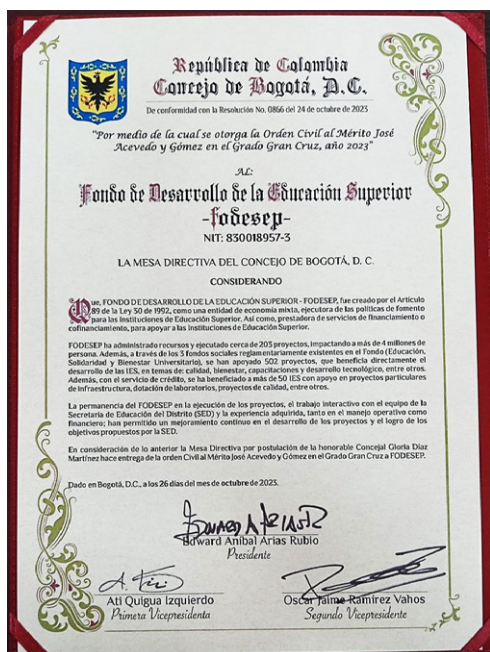 República de Colombia
Concejo de Bogotá, D.C.
De conformidad con la Resolución No. 0866 del 24 de octubre de 2023
"Por medio de la cual se otorga la Orden Civil al Mérito José
Acevedo y Gómez en el Grado Gran Cruz, año 2023"
AL:
Fondo de Desarrollo de la Educación Superior
-Fodesep-
NIT: 830018957-3
LA MESA DIRECTIVA DEL CONCEJO DE BOGOTÁ, D. C.
CONSIDERANDO
Que, FONDO DE DESARROLLO DE LA EDUCACIÓN SUPERIOR - FODESEP, fue creado por el Artículo
89 de la Ley 30 de 1992, como una entidad de economía mixta, ejecutora de las políticas de fomento
para las Instituciones de Educación Superior. Así como, prestadora de servicios de financiamiento o
cofinanciamiento, para apoyar a las Instituciones de Educación Superior.
FODESEP ha administrado recursos y ejecutado cerca de 203 proyectos, impactando a más de 4 millones de
persona. Además, a través de los 3 fondos sociales reglamentariamente existentes en el Fondo (Educación,
Solidaridad y Bienestar Universitario), se han apoyado 502 proyectos, que beneficia directamente el
desarrollo de las IES, en temas de: calidad, bienestar, capacitaciones y desarrollo tecnológico, entre otros.
Además, con el servicio de crédito, se ha beneficiado a más de 50 IES con apoyo en proyectos particulares
de infraestructura, dotación de laboratorios, proyectos de calidad, entre otros.
La permanencia del FODESEP en la ejecución de los proyectos, el trabajo interactivo con el equipo de la
Secretaría de Educación del Distrito (SED) y la experiencia adquirida, tanto en el manejo operativo como
financiero; han permitido un mejoramiento continuo en el desarrollo de los proyectos y el logro de los
objetivos propuestos por la SED.
En consideración de lo anterior la Mesa Directiva por postulación de la honorable Concejal Gloria Díaz
Martínez hace entrega de la orden Civil al Mérito José Acevedo y Gómez en el Grado Gran Cruz a FODESEP.
Dado en Bogotá, D.C., a los 26 días del mes de octubre de 2023.
Edward Aníbal Arias Rubio
Presidente
Ati Quigua Izquierdo
Primera Vicepresidenta
Oscar Jaime Ramírez Vahos
Segundo Vicepresidente